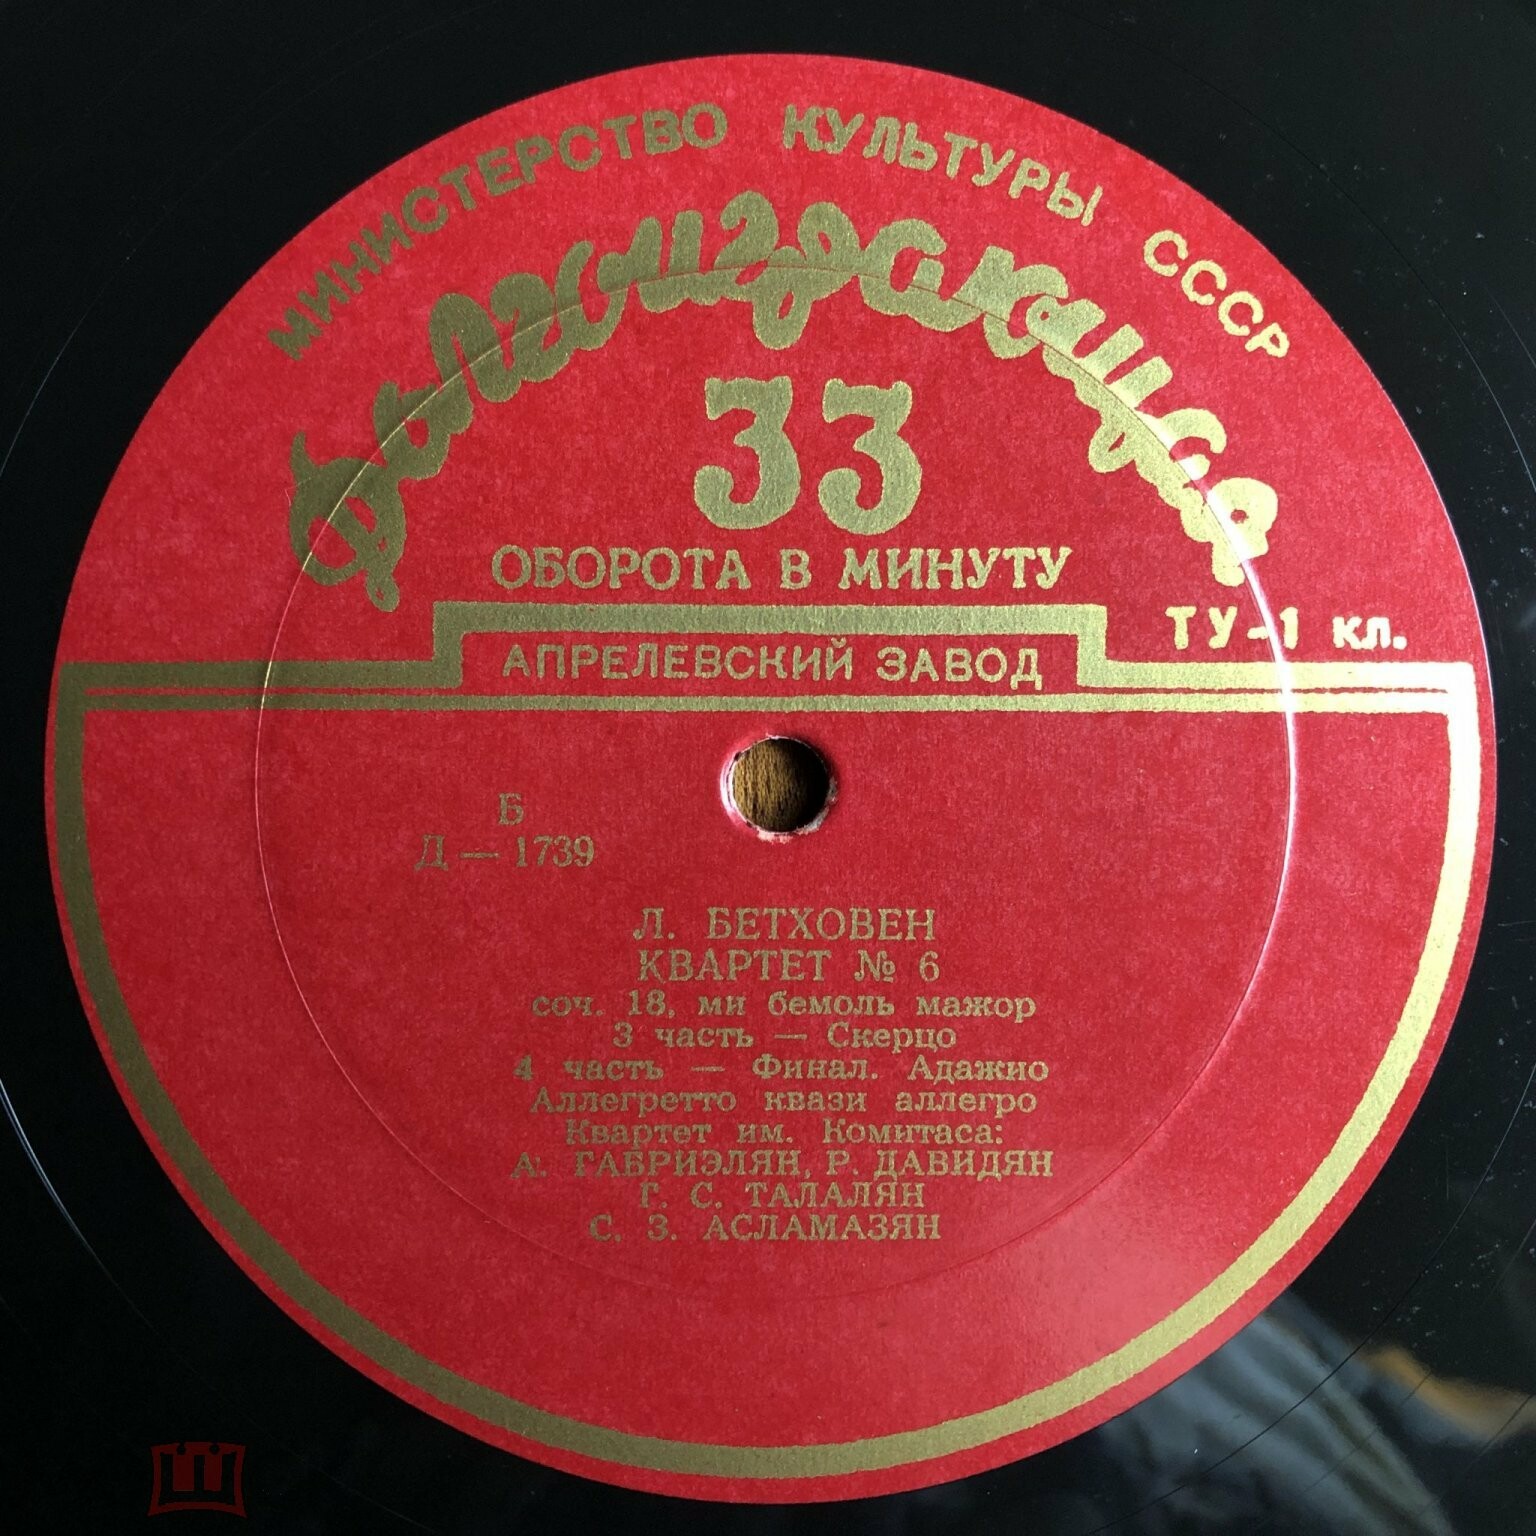 МИНИСТЕРСТВО КУЛЬТУРЫ СССР
Долгоиграющая
33
ОБОРОТА В МИНУТУ
ТУ-1 кл.
АПРЕЛЕВСКИЙ ЗАВОД
Б
Д — 1739
Л. БЕТХОВЕН
КВАРТЕТ № 6
соч. 18, ми бемоль мажор
3 часть — Скерцо
4 часть — Финал. Адажио
Аллегретто квази аллегро
Квартет им. Комитаса:
А. ГАБРИЭЛЯН, Р. ДАВИДЯН
Г. С. ТАЛАЛЯН
С. З. АСЛАМАЗЯН